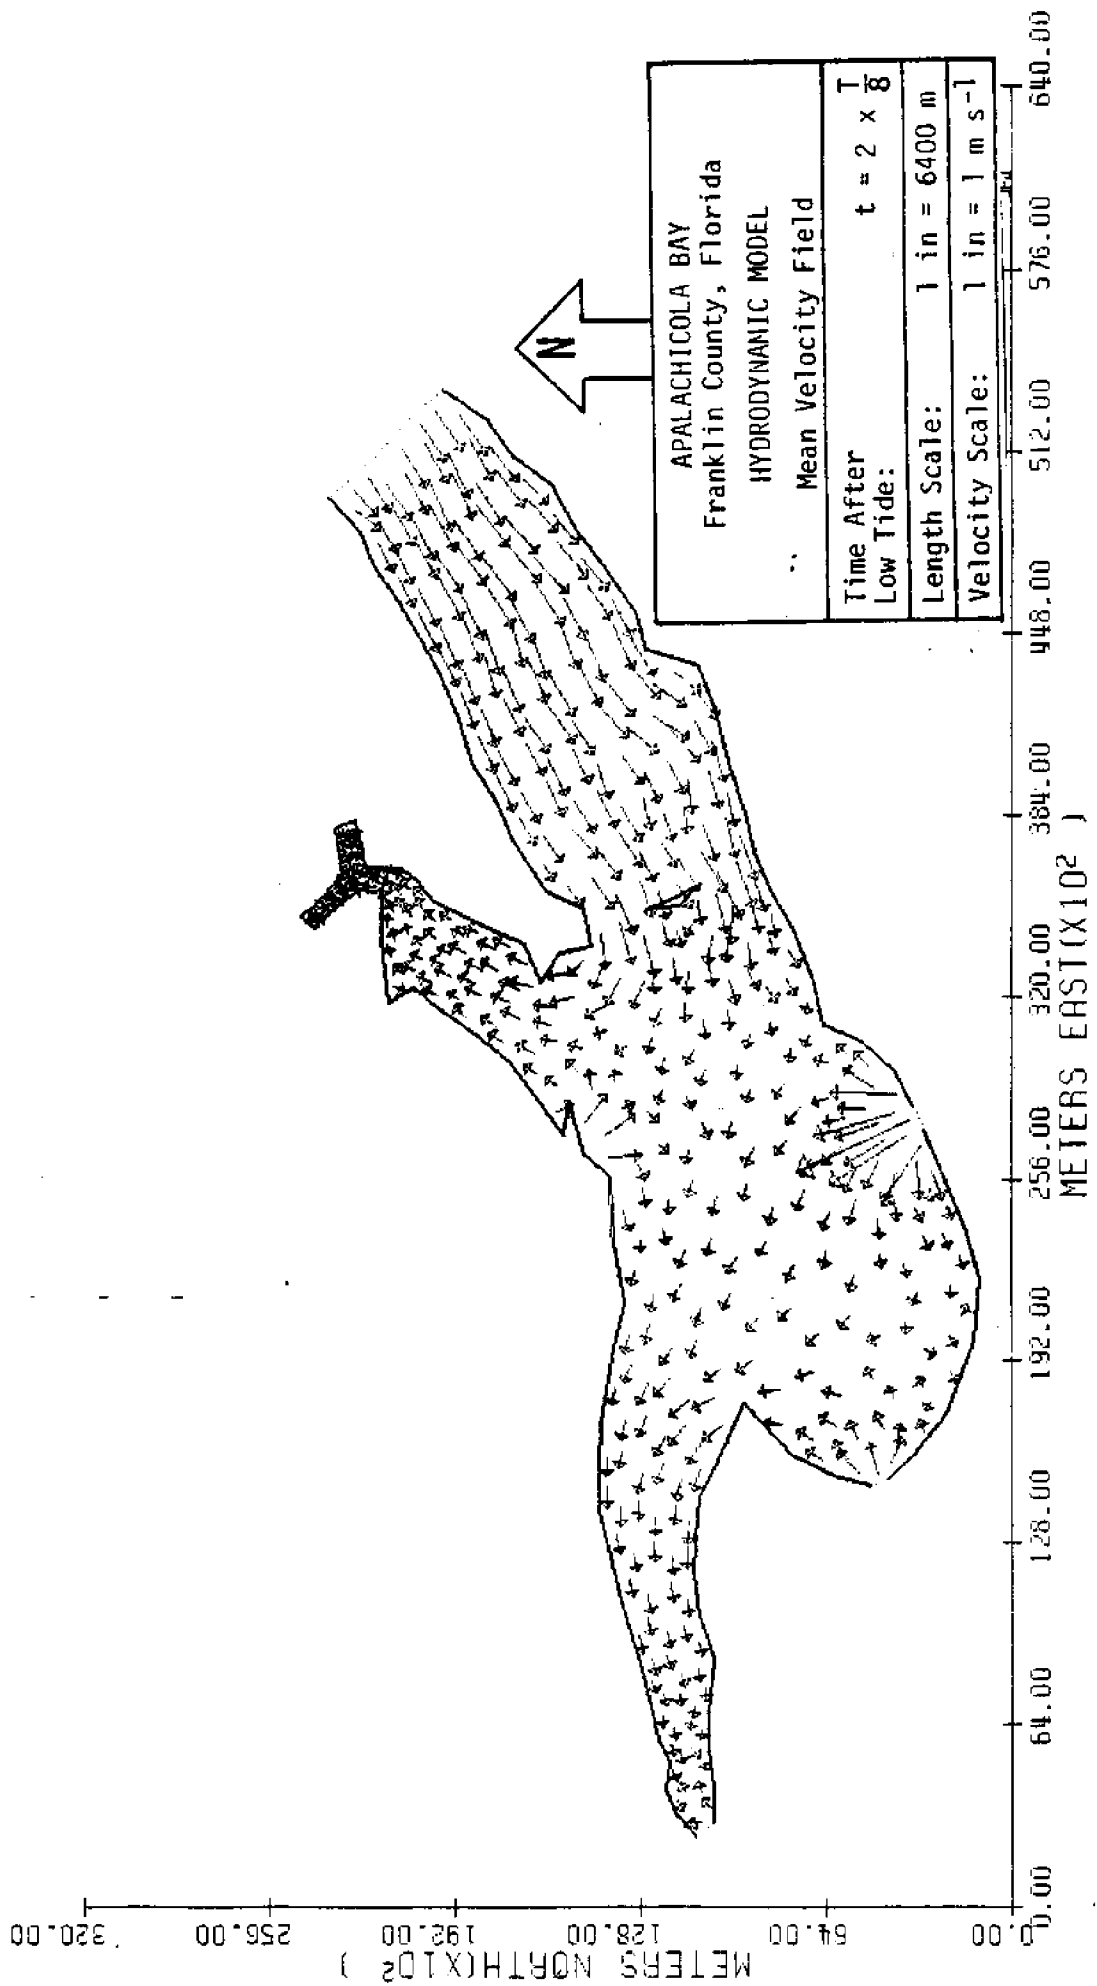 320.00
256.00
192.00
128.00
64.00
0.00
METERS NORTH(X10²)
N
APALACHICOLA BAY
Franklin County, Florida
HYDRODYNAMIC MODEL
Mean Velocity Field
Time After
Low Tide: t = 2 x T/8
Length Scale: 1 in = 6400 m
Velocity Scale: 1 in = 1 m s-1
0.00 64.00 128.00 192.00 256.00 320.00 384.00 448.00 512.00 576.00 640.00
METERS EAST(X10² )